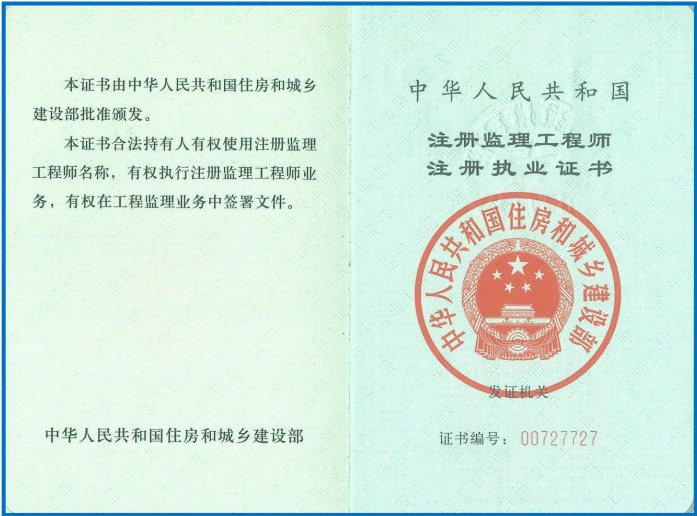 本证书由中华人民共和国住房和城乡
建设部批准颁发。
本证书合法持有人有权使用注册监理
工程师名称，有权执行注册监理工程师业
务，有权在工程监理业务中签署文件。
中华人民共和国住房和城乡建设部
中华人民共和国
注册监理工程师
注册执业证书
中华人民共和国住房和城乡建设部
发证机关
证书编号：00727727